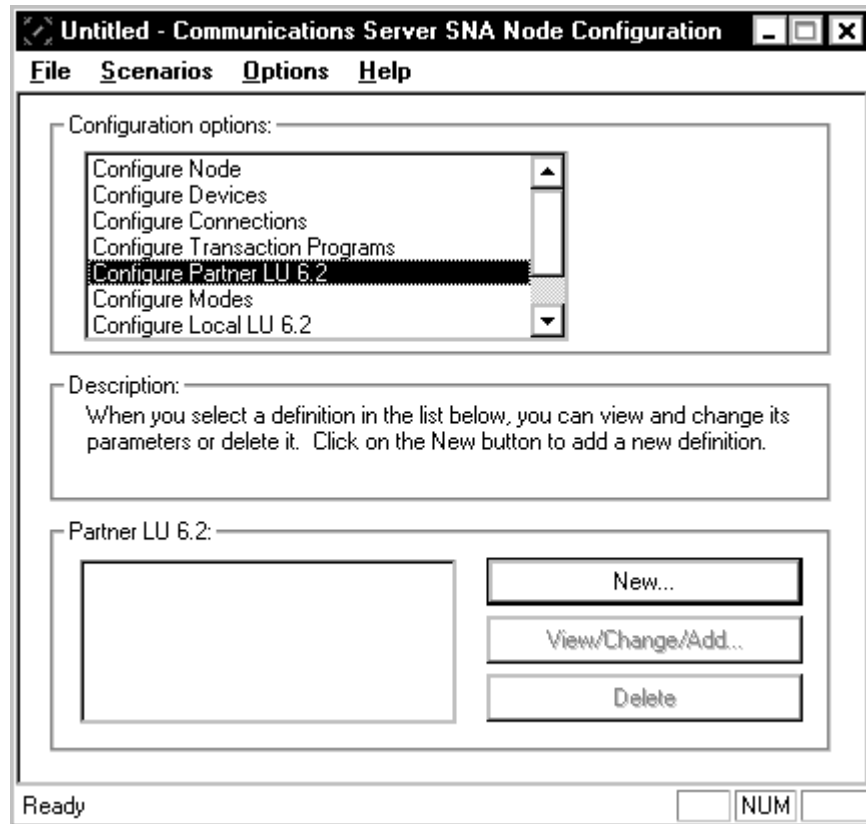 Untitled - Communications Server SNA Node Configuration
File Scenarios Options Help
Configuration options:
Configure Node
Configure Devices
Configure Connections
Configure Transaction Programs
Configure Partner LU 6.2
Configure Modes
Configure Local LU 6.2
Description:
When you select a definition in the list below, you can view and change its
parameters or delete it. Click on the New button to add a new definition.
Partner LU 6.2:
New...
View/Change/Add...
Delete
Ready NUM